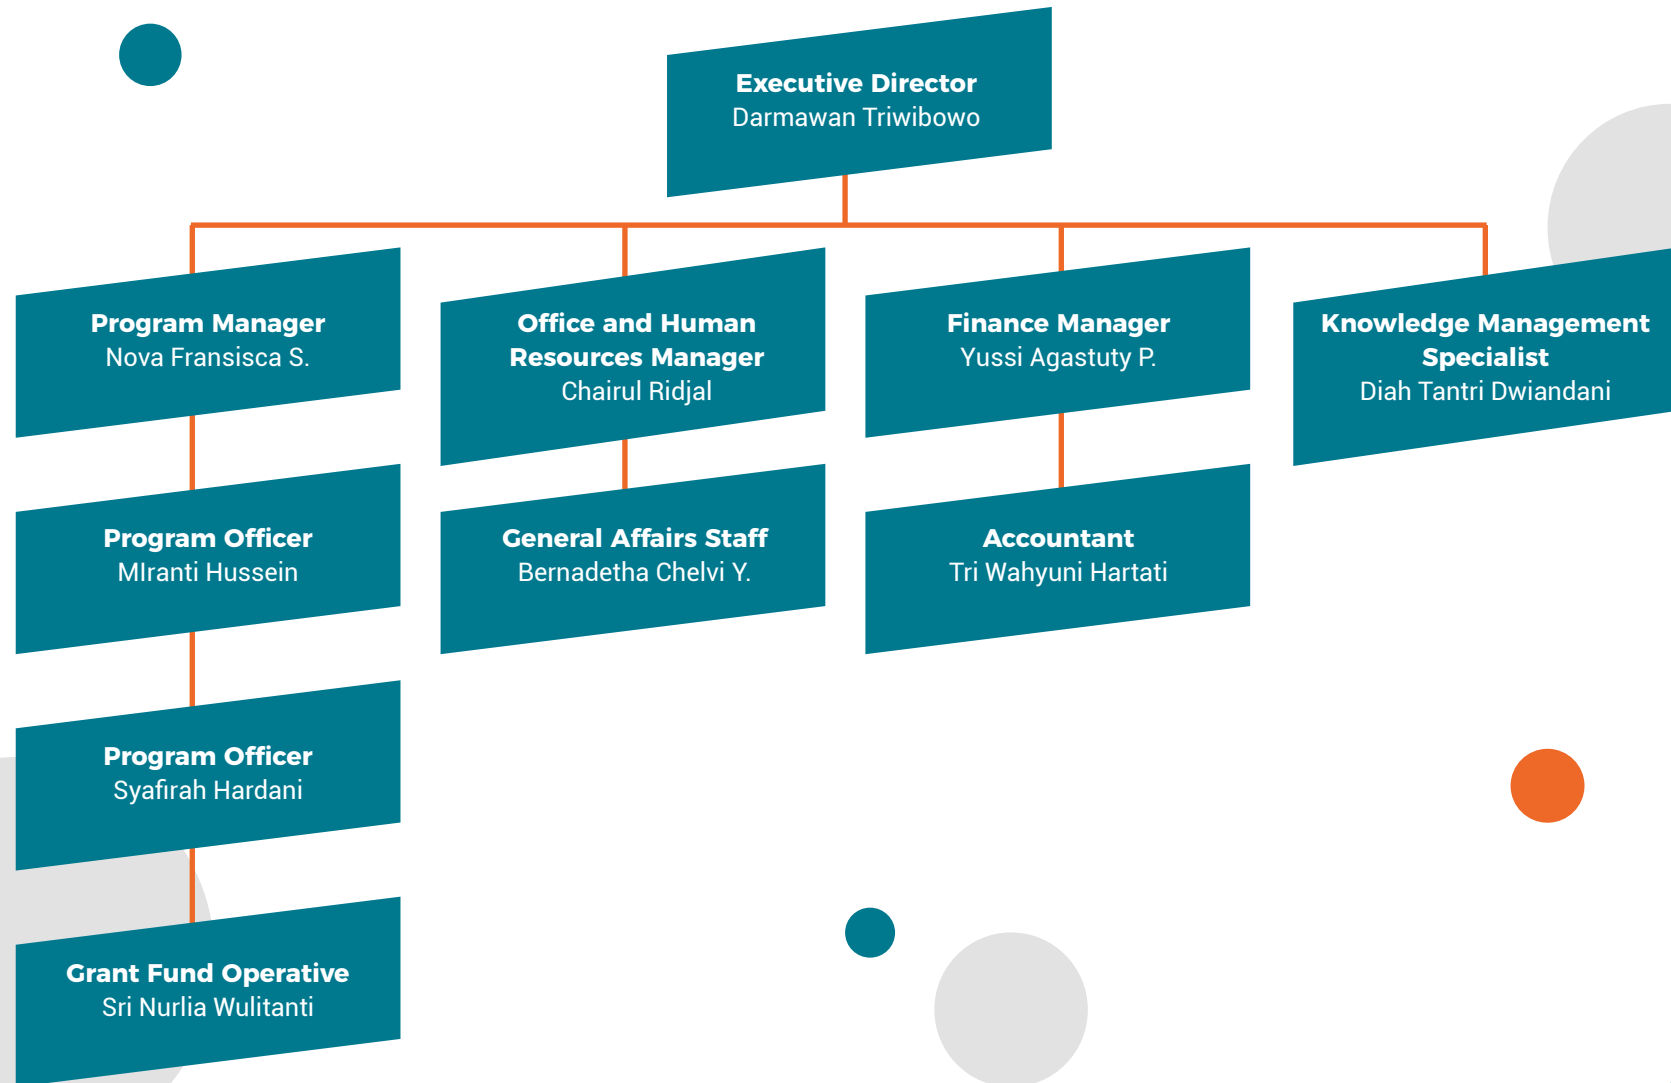 Executive Director
Darmawan Triwibowo
Program Manager
Nova Fransisca S.
Office and Human
Resources Manager
Chairul Ridjal
Finance Manager
Yussi Agastuty P.
Knowledge Management
Specialist
Diah Tantri Dwiandani
Program Officer
MIranti Hussein
General Affairs Staff
Bernadetha Chelvi Y.
Accountant
Tri Wahyuni Hartati
Program Officer
Syafirah Hardani
Grant Fund Operative
Sri Nurlia Wulitanti